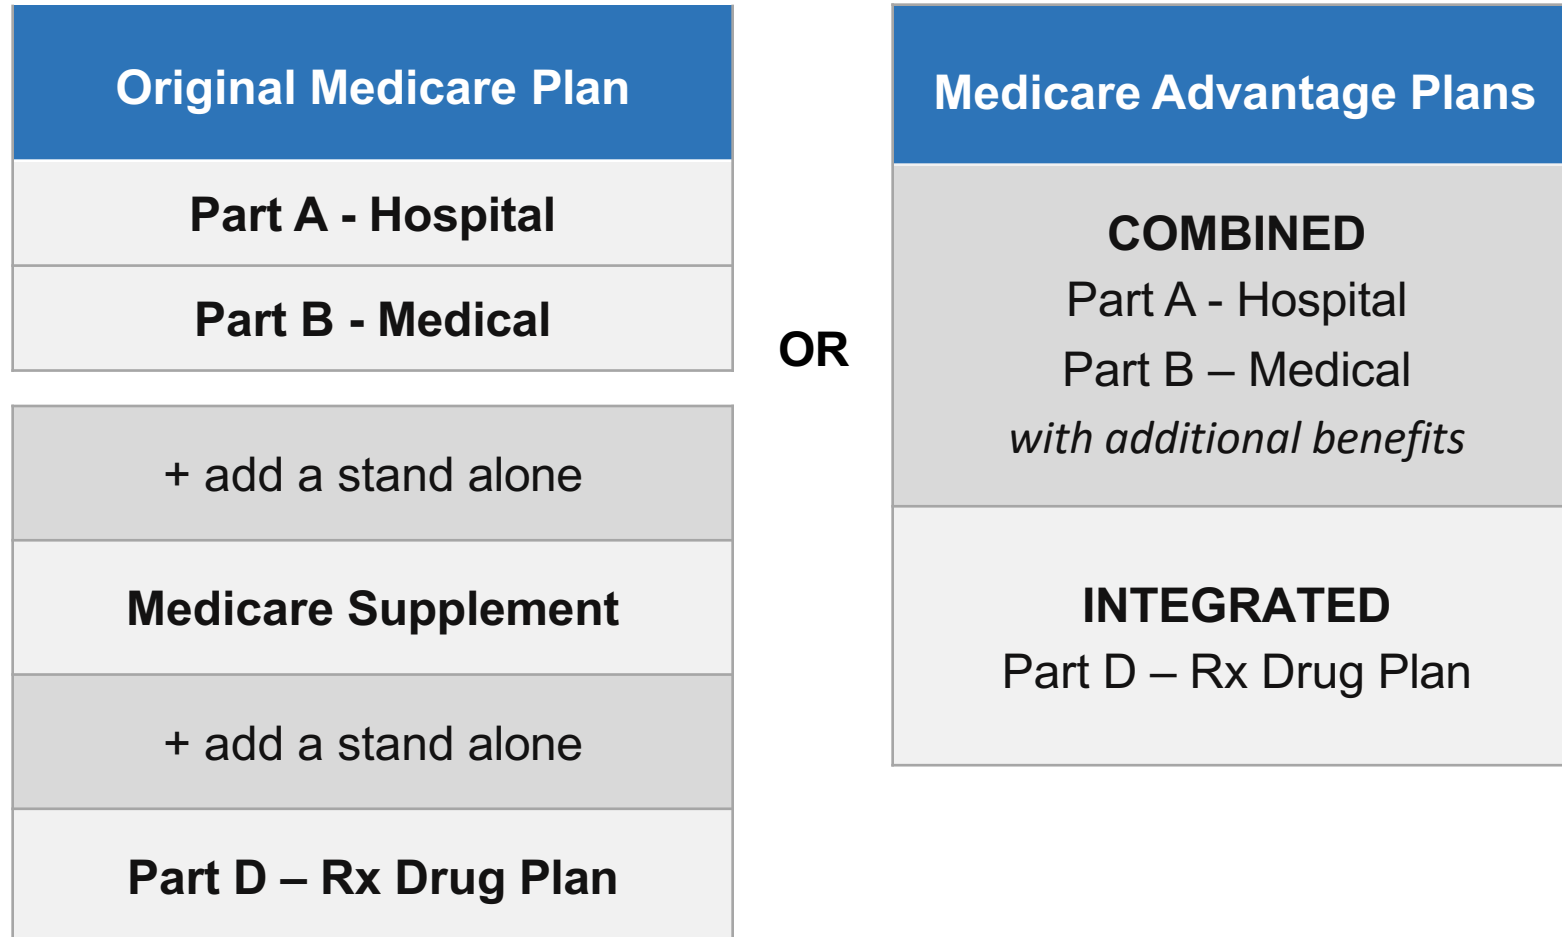 Original Medicare Plan
Part A - Hospital
Part B - Medical
+ add a stand alone
Medicare Supplement
+ add a stand alone
Part D – Rx Drug Plan
OR
Medicare Advantage Plans
COMBINED
Part A - Hospital
Part B – Medical
with additional benefits
INTEGRATED
Part D – Rx Drug Plan